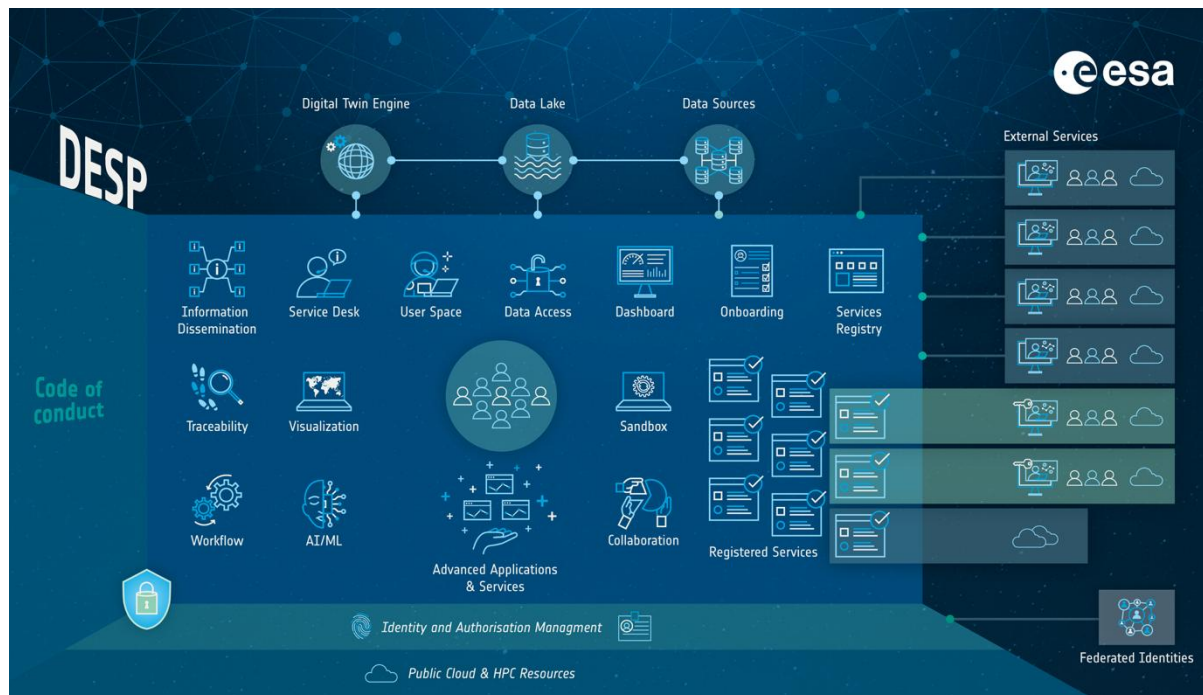 esa
Digital Twin Engine
Data Lake
Data Sources
External Services
DESP
Information
Dissemination
Service Desk
User Space
Data Access
Dashboard
Onboarding
Services
Registry
Code of
conduct
Traceability
Visualization
Sandbox
Workflow
AI/ML
Advanced Applications
& Services
Collaboration
Registered Services
Identity and Authorisation Managment
Federated Identities
Public Cloud & HPC Resources